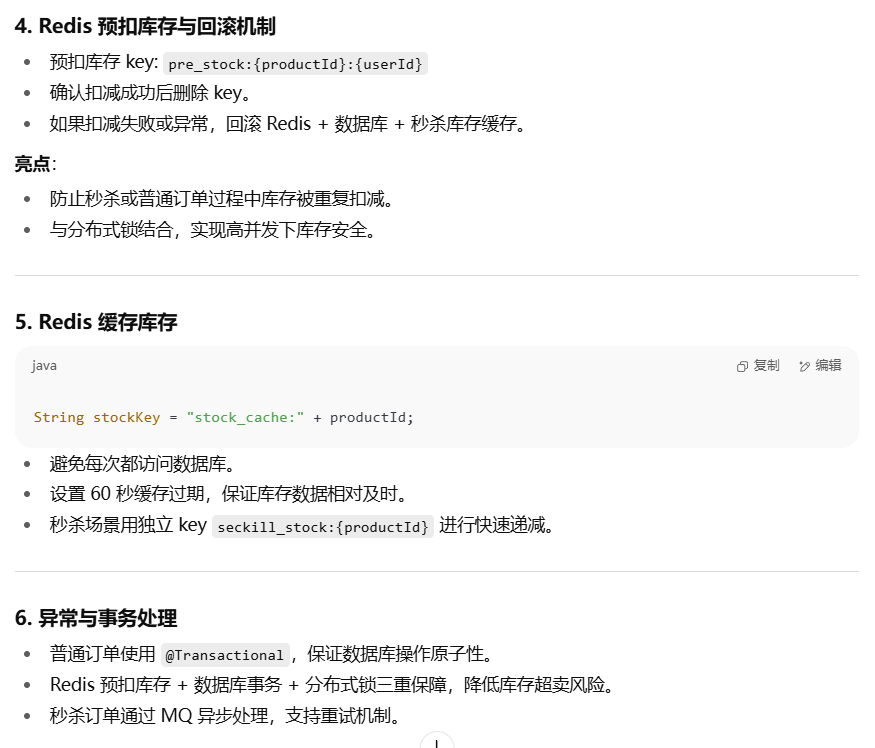 4. Redis 预扣库存与回滚机制
预扣库存 key: pre_stock:{productId}:{userId}
确认扣减成功后删除 key。
如果扣减失败或异常，回滚 Redis + 数据库 + 秒杀库存缓存。
亮点：
防止秒杀或普通订单过程中库存被重复扣减。
与分布式锁结合，实现高并发下库存安全。
5. Redis 缓存库存
java 复制 编辑
String stockKey = "stock_cache:" + productId;
避免每次都访问数据库。
设置 60 秒缓存过期，保证库存数据相对及时。
秒杀场景用独立 key seckill_stock:{productId} 进行快速递减。
6. 异常与事务处理
普通订单使用 @Transactional，保证数据库操作原子性。
Redis 预扣库存 + 数据库事务 + 分布式锁三重保障，降低库存超卖风险。
秒杀订单通过 MQ 异步处理，支持重试机制。